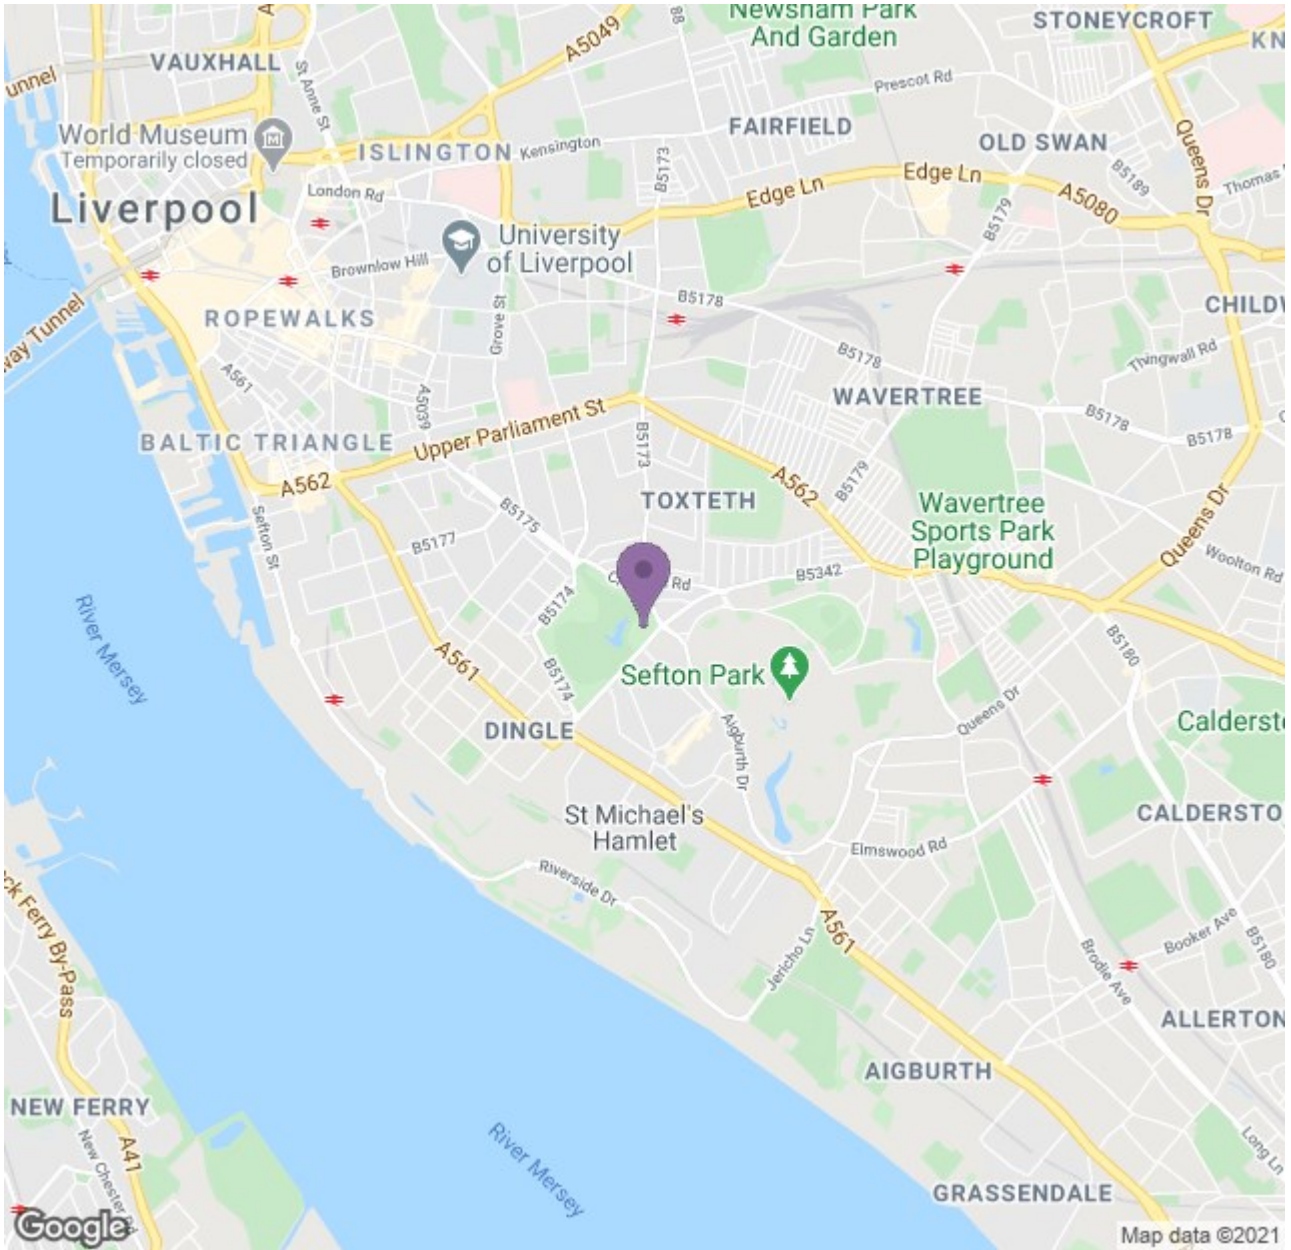 Newsham Park
And Garden
STONEYCROFT
KN
A5049
88
A
VAUXHALL
unnel
St Anne St
Prescot Rd
World Museum
Temporarily closed
ISLINGTON
Kensington
FAIRFIELD
OLD SWAN
Queens Dr
B5173
B5189
Thomas
London Rd
Edge Ln
Edge Ln
A5080
Liverpool
B5179
University
of Liverpool
Brownlow Hill
B5178
CHILDW
way Tunnel
ROPEWALKS
Grove St
B5178
Thingwall Rd
A561
A5039
WAVERTREE
B5178
B5178
BALTIC TRIANGLE
Upper Parliament St
B5173
A562
A562
B5179
TOXTETH
Wavertree
Sports Park
Playground
Queens Dr
Sefton St
B5175
B5177
Woolton Rd
B5342
Rd
B5174
River Mersey
A561
B5174
Sefton Park
B5180
Queens Dr
Calderst
DINGLE
Aigburth Dr
St Michael's
Hamlet
CALDERSTO
Elmswood Rd
Riverside Dr
ck Ferry By-Pass
A561
Jericho Ln
Booker Ave
B5180
Brodie Ave
ALLERTON
AIGBURTH
NEW FERRY
A41
New Chester Rd
River Mersey
Long Ln
GRASSENDALE
Google
Map data ©2021